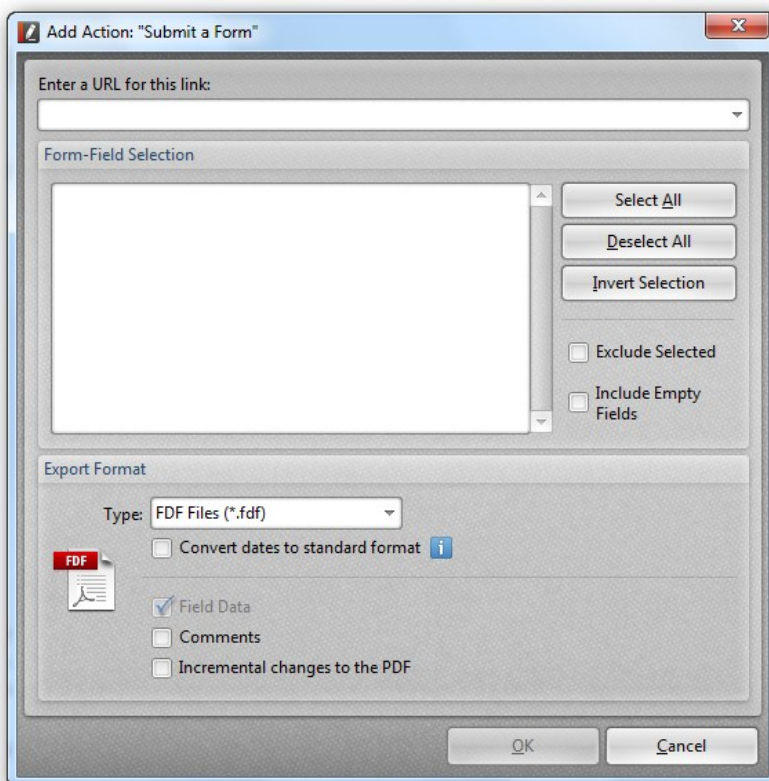 Add Action: "Submit a Form"
Enter a URL for this link:
Form-Field Selection
Select All
Deselect All
Invert Selection
Exclude Selected
Include Empty
Fields
Export Format
Type: FDF Files (*.fdf)
Convert dates to standard format i
FDF
Field Data
Comments
Incremental changes to the PDF
OK Cancel